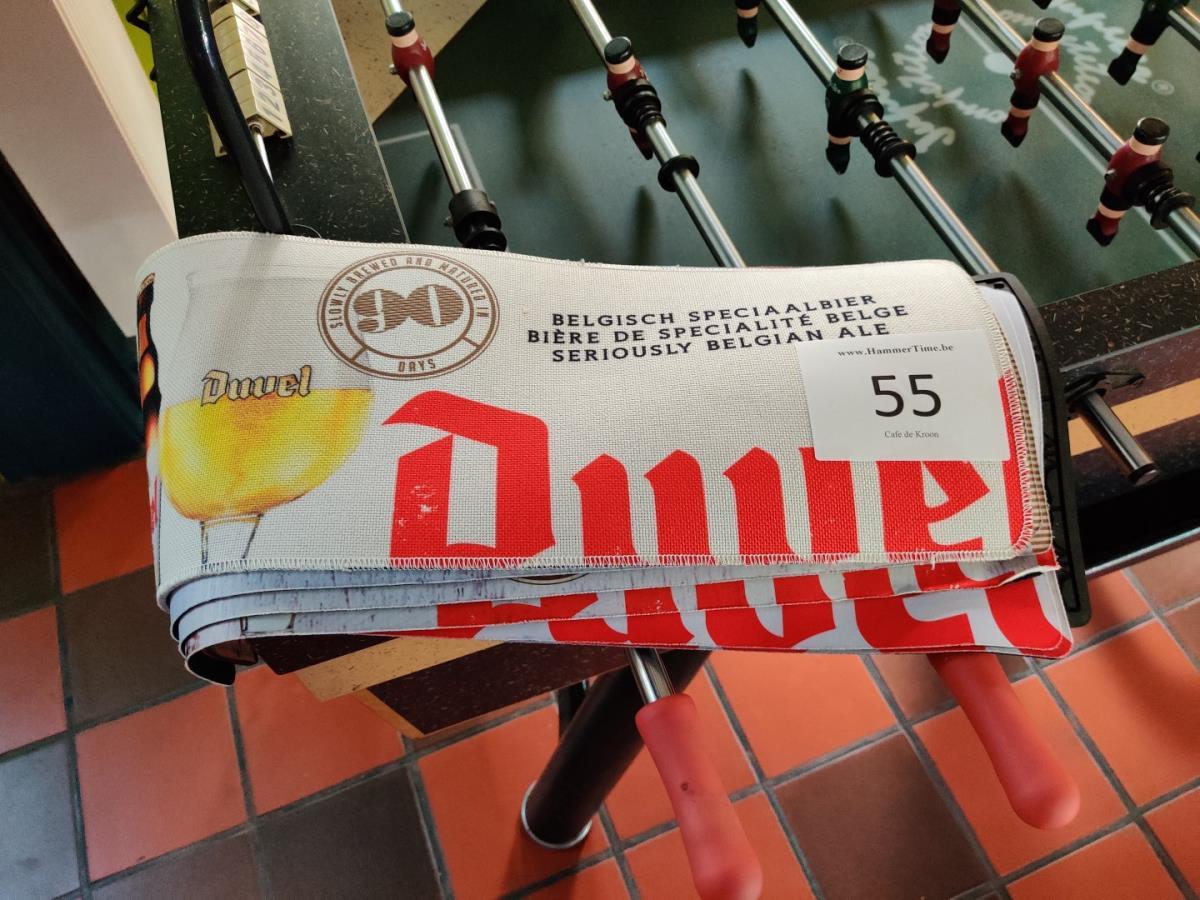 SLOWLY BREWED AND MATURED IN
90
DAYS
BELGISCH SPECIAALBIER
BIÈRE DE SPECIALITÉ BELGE
SERIOUSLY BELGIAN ALE
www.HammerTime.be
55
Cafe de Kroon
Duvel
Duvel